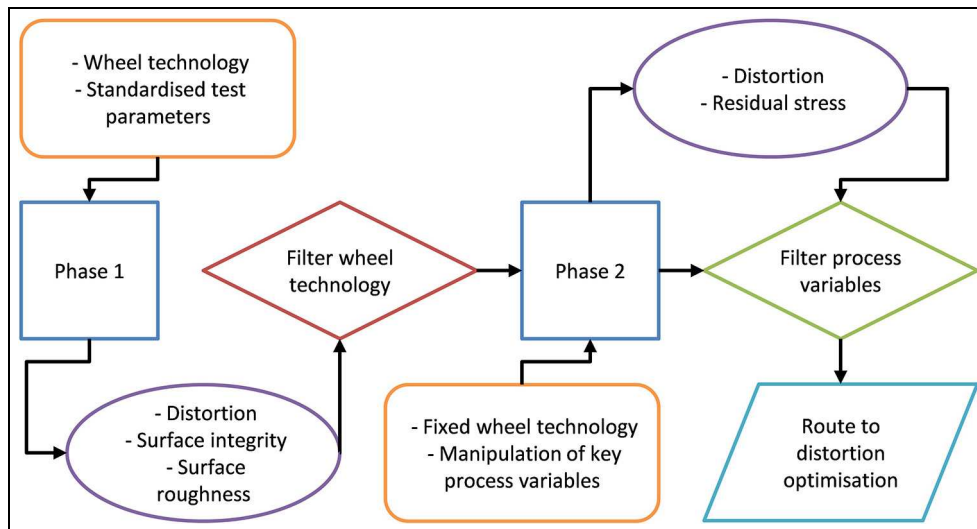 - Wheel technology
- Standardised test
parameters
Phase 1
- Distortion
- Surface integrity
- Surface
roughness
Filter wheel
technology
Phase 2
- Fixed wheel technology
- Manipulation of key
process variables
- Distortion
- Residual stress
Filter process
variables
Route to
distortion
optimisation